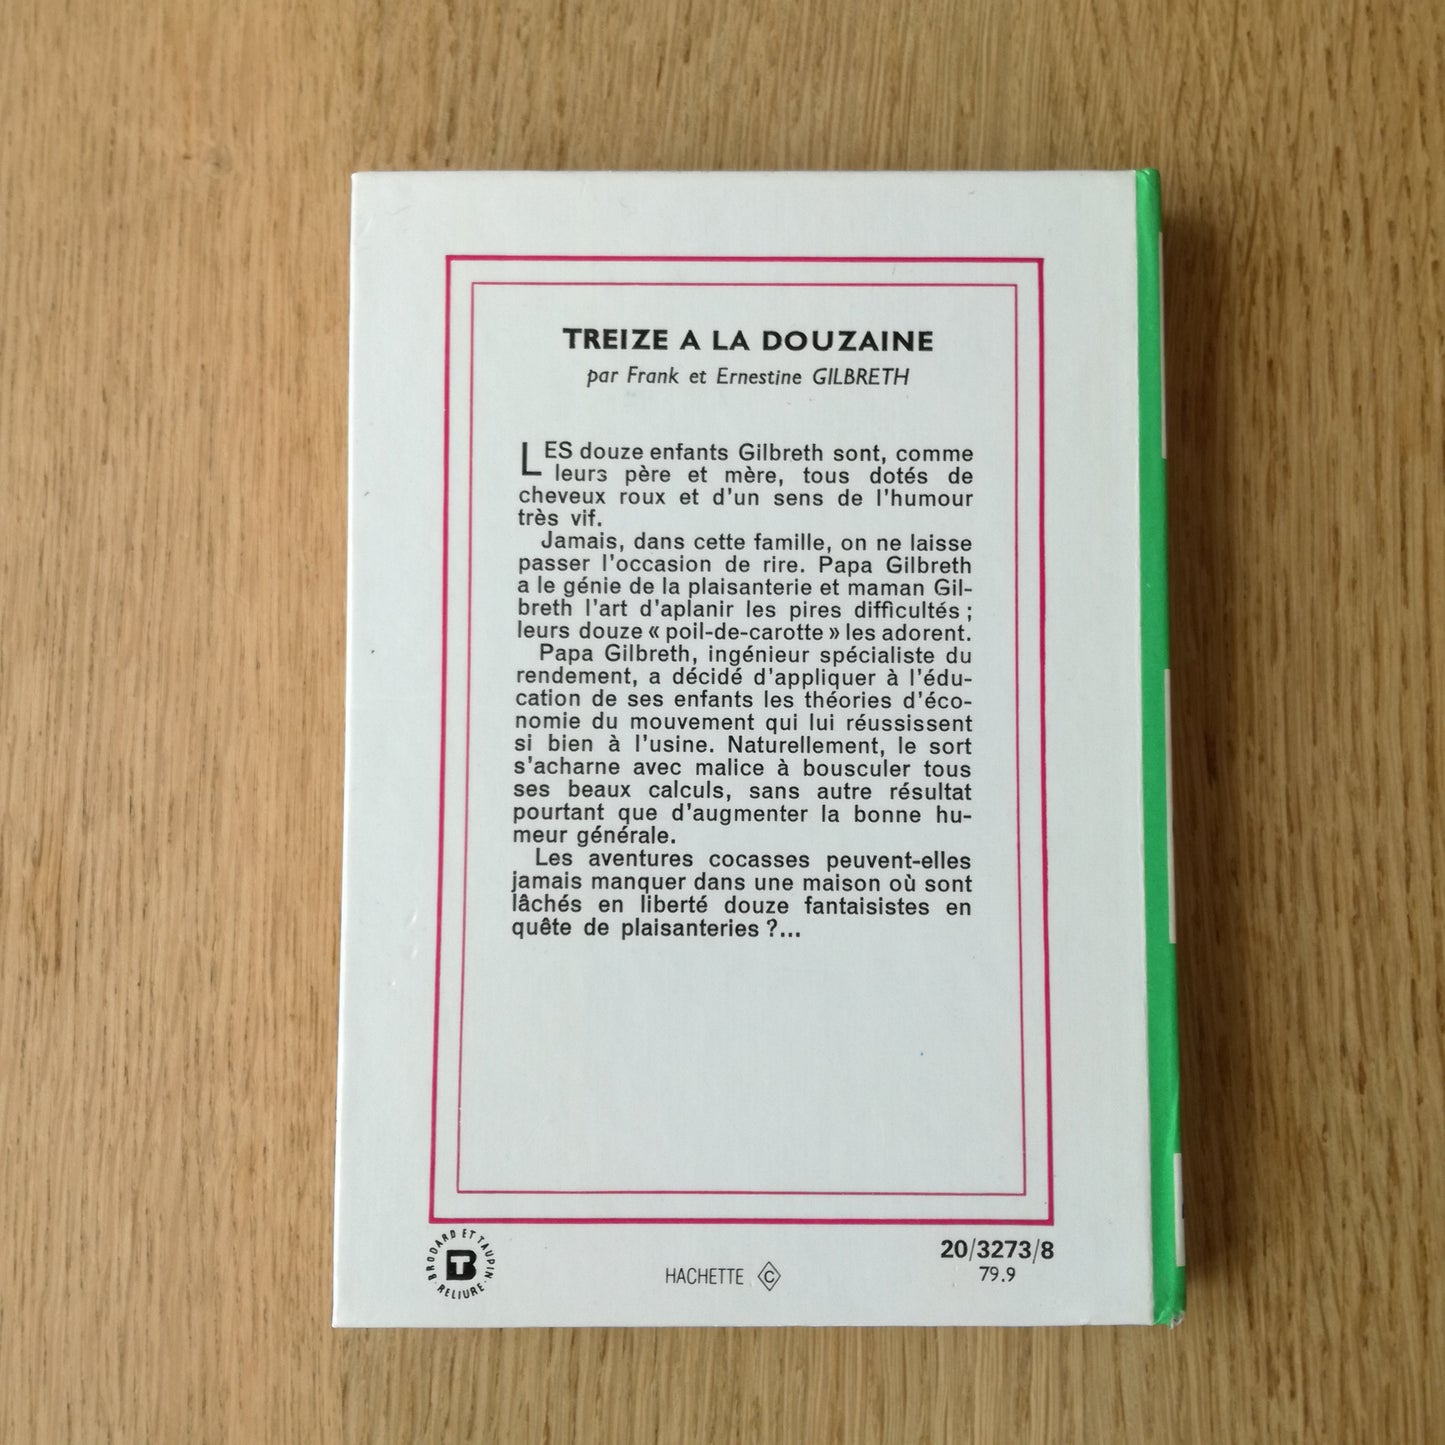 TREIZE A LA DOUZAINE
par Frank et Ernestine GILBRETH
LES douze enfants Gilbreth sont, comme
leurs père et mère, tous dotés de
cheveux roux et d'un sens de l'humour
très vif.
Jamais, dans cette famille, on ne laisse
passer l'occasion de rire. Papa Gilbreth
a le génie de la plaisanterie et maman Gil-
breth l'art d'aplanir les pires difficultés ;
leurs douze « poil-de-carotte » les adorent.
Papa Gilbreth, ingénieur spécialiste du
rendement, a décidé d'appliquer à l'édu-
cation de ses enfants les théories d'éco-
nomie du mouvement qui lui réussissent
si bien à l'usine. Naturellement, le sort
s'acharne avec malice à bousculer tous
ses beaux calculs, sans autre résultat
pourtant que d'augmenter la bonne hu-
meur générale.
Les aventures cocasses peuvent-elles
jamais manquer dans une maison où sont
lâchés en liberté douze fantaisistes en
quête de plaisanteries ?...
BRODARD ET TAUPIN
BT
RELIURE
HACHETTE C
20/3273/8
79.9